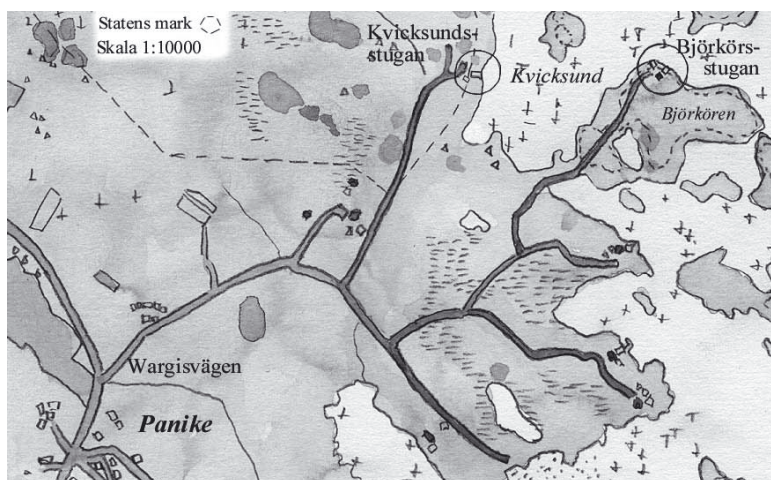 Statens mark
Skala 1:10000
Kvicksunds-
stugan
Kvicksund
Björkörs-
stugan
Björkören
Wargisvägen
Panike